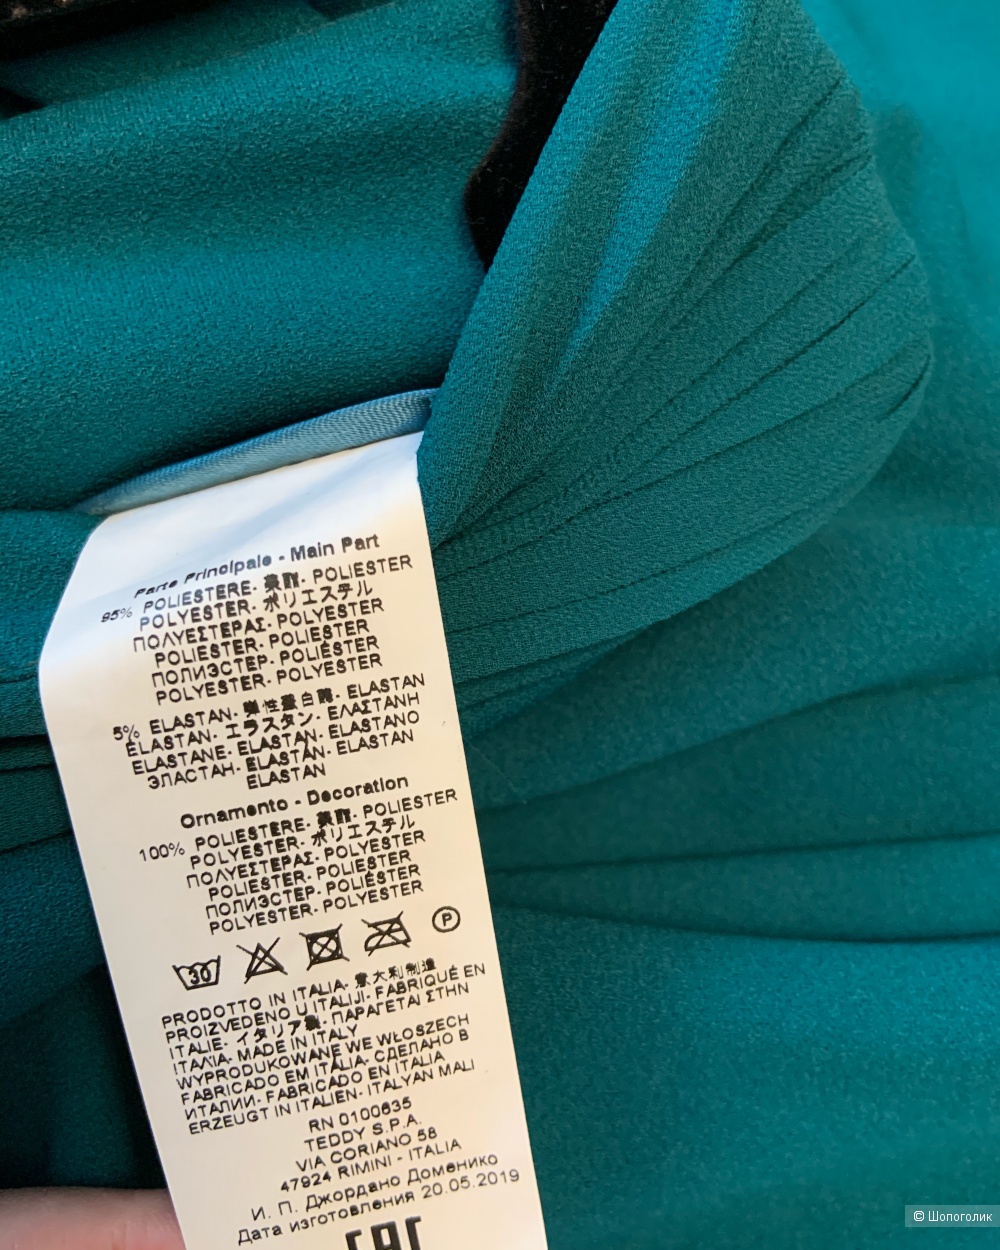 Parte Principale - Main Part
95% POLIESTERE- 聚酯- POLIESTER
POLYESTER- ポリエステル
ΠΟΛΥΕΣΤΕΡΑΣ- POLYESTER
POLIESTER- POLIESTER
ПОЛИЭСТЕР- POLIÉSTER
POLYESTER- POLYESTER
5% ELASTAN- 弹性蛋白酶- ELASTAN
ELASTAN- エラスタン- ΕΛΑΣΤΑΝΗ
ELASTANE- ELASTAN- ELASTANO
ЭЛАСТАН- ELASTAN- ELASTAN
ELASTAN
Ornamento - Decoration
100% POLIESTERE- 聚酯- POLIESTER
POLYESTER- ポリエステル
ΠΟΛΥΕΣΤΕΡΑΣ- POLYESTER
POLIESTER- POLIESTER
ПОЛИЭСТЕР- POLIÉSTER
POLYESTER- POLYESTER
30 P
PRODOTTO IN ITALIA- 意大利制造
PROIZVEDENO U ITALIJI- FABRIQUÉ EN
ITALIE- イタリア製- ΠΑΡΑΓΕΤΑΙ ΣΤΗΝ
ΙΤΑΛΙΑ- MADE IN ITALY
WYPRODUKOWANE WE WŁOSZECH
FABRICADO EM ITALIA- СДЕЛАНО В
ИТАЛИИ- FABRICADO EN ITALIA
ERZEUGT IN ITALIEN- ITALYAN MALI
RN 0100635
TEDDY S.P.A.
VIA CORIANO 58
47924 RIMINI - ITALIA
И. П. Джордано Доменико
Дата изготовления 20.05.2019
EAC
© Шопоголик